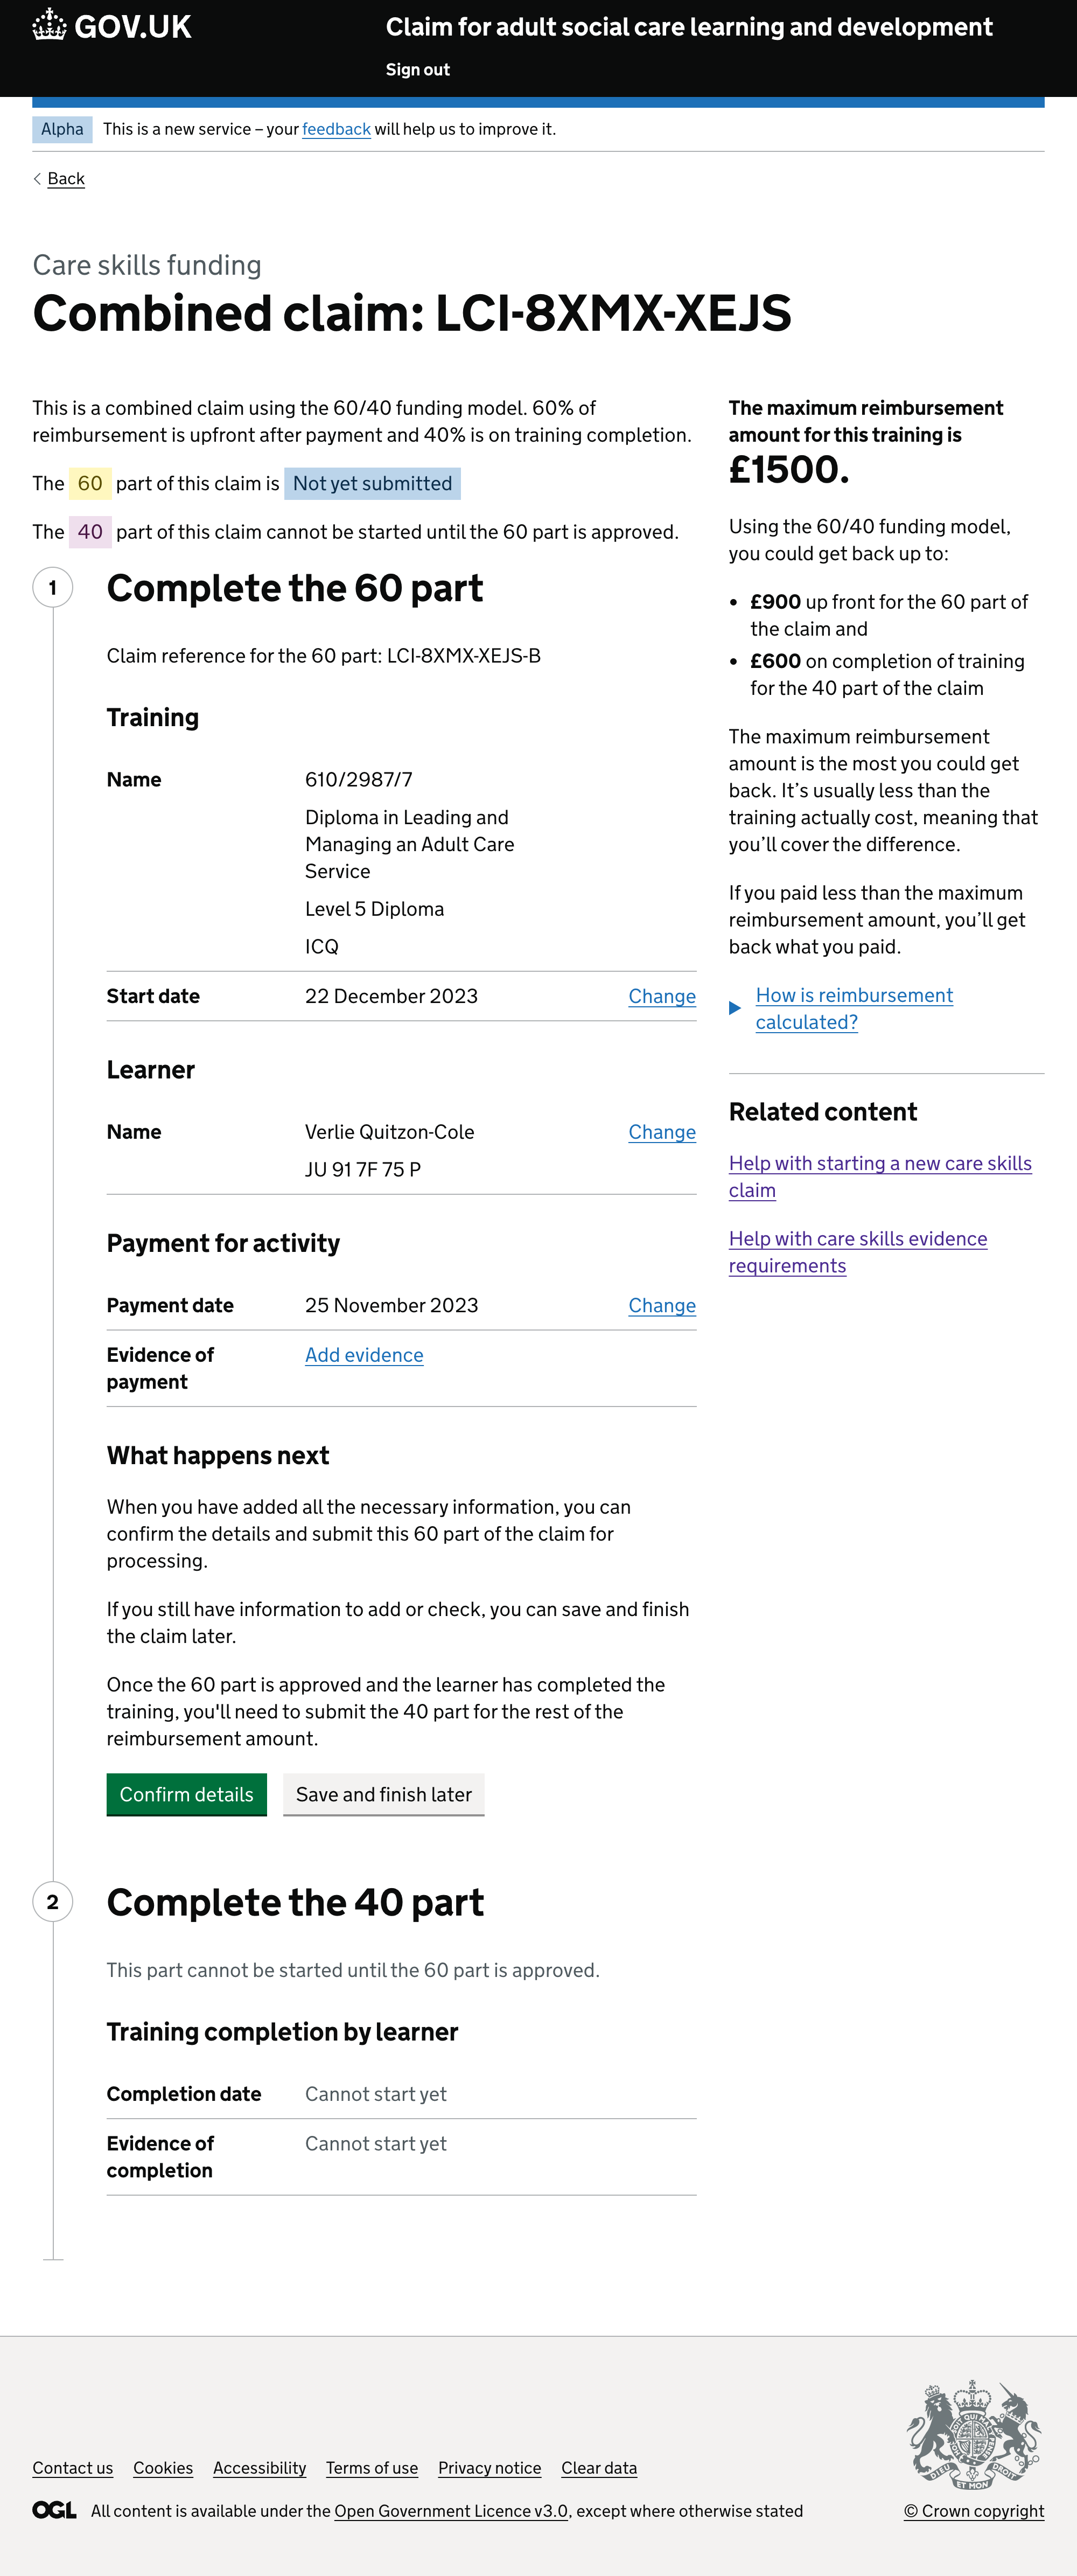 GOV.UK
Claim for adult social care learning and development
Sign out
Alpha This is a new service – your feedback will help us to improve it.
Back
Care skills funding
Combined claim: LCI-8XMX-XEJS
This is a combined claim using the 60/40 funding model. 60% of
reimbursement is upfront after payment and 40% is on training completion.
The 60 part of this claim is Not yet submitted
The 40 part of this claim cannot be started until the 60 part is approved.
1 Complete the 60 part
Claim reference for the 60 part: LCI-8XMX-XEJS-B
Training
Name 610/2987/7
Diploma in Leading and
Managing an Adult Care
Service
Level 5 Diploma
ICQ
Start date 22 December 2023 Change
Learner
Name Verlie Quitzon-Cole Change
JU 91 7F 75 P
Payment for activity
Payment date 25 November 2023 Change
Evidence of
payment
Add evidence
What happens next
When you have added all the necessary information, you can
confirm the details and submit this 60 part of the claim for
processing.
If you still have information to add or check, you can save and finish
the claim later.
Once the 60 part is approved and the learner has completed the
training, you'll need to submit the 40 part for the rest of the
reimbursement amount.
Confirm details Save and finish later
2 Complete the 40 part
This part cannot be started until the 60 part is approved.
Training completion by learner
Completion date Cannot start yet
Evidence of
completion
Cannot start yet
The maximum reimbursement
amount for this training is
£1500.
Using the 60/40 funding model,
you could get back up to:
• £900 up front for the 60 part of
the claim and
• £600 on completion of training
for the 40 part of the claim
The maximum reimbursement
amount is the most you could get
back. It’s usually less than the
training actually cost, meaning that
you’ll cover the difference.
If you paid less than the maximum
reimbursement amount, you’ll get
back what you paid.
How is reimbursement
calculated?
Related content
Help with starting a new care skills
claim
Help with care skills evidence
requirements
Contact us Cookies Accessibility Terms of use Privacy notice Clear data
OGL All content is available under the Open Government Licence v3.0, except where otherwise stated
DIEU ET MON DROIT
© Crown copyright